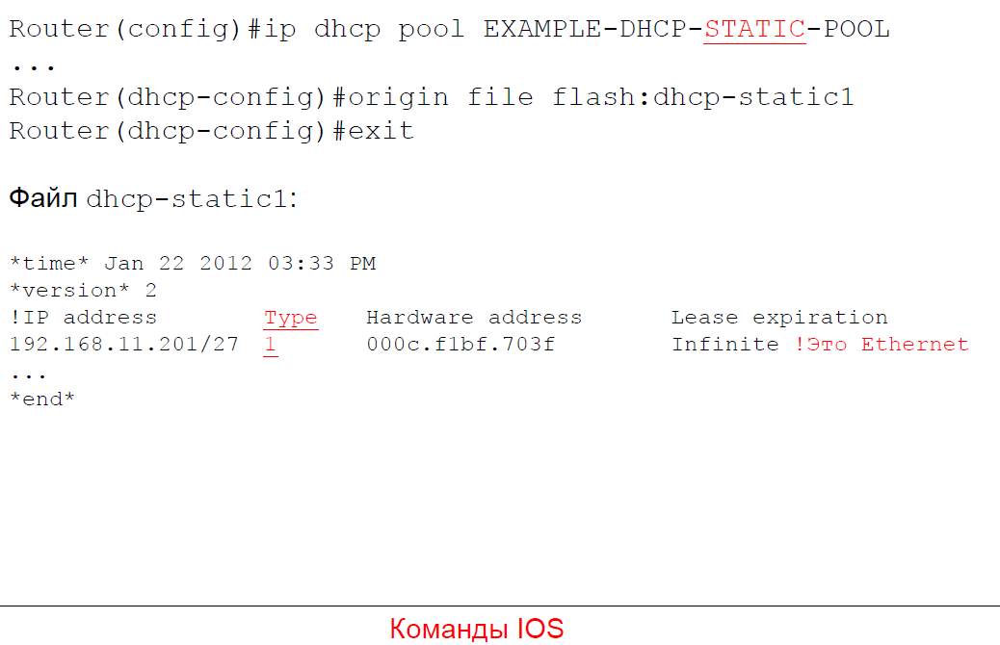 Router(config)#ip dhcp pool EXAMPLE-DHCP-STATIC-POOL
...
Router(dhcp-config)#origin file flash:dhcp-static1
Router(dhcp-config)#exit
Файл dhcp-static1:
*time* Jan 22 2012 03:33 PM
*version* 2
!IP address Type Hardware address Lease expiration
192.168.11.201/27 1 000c.f1bf.703f Infinite !Это Ethernet
...
*end*
Команды IOS